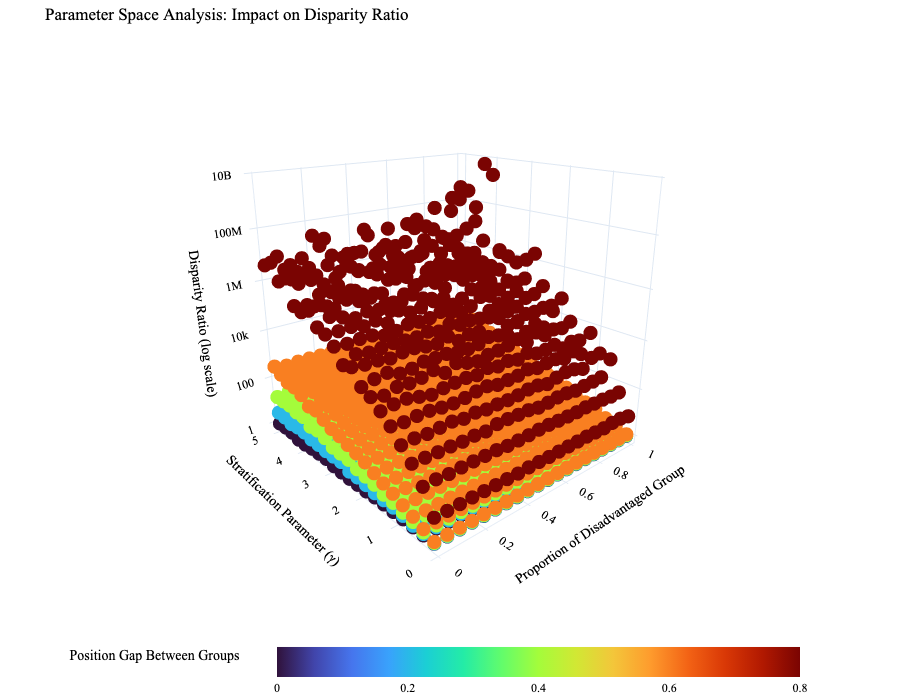 Parameter Space Analysis: Impact on Disparity Ratio
10B
100M
1M
10k
100
1
Disparity Ratio (log scale)
5
4
3
2
1
0
Stratification Parameter (γ)
0
0.2
0.4
0.6
0.8
1
Proportion of Disadvantaged Group
Position Gap Between Groups
0
0.2
0.4
0.6
0.8